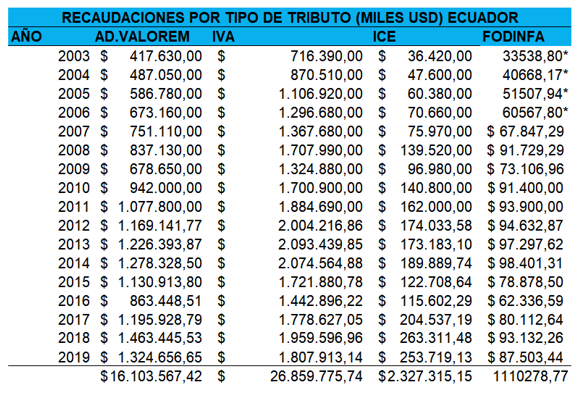 RECAUDACIONES POR TIPO DE TRIBUTO (MILES USD) ECUADOR
AÑO AD.VALOREM IVA ICE FODINFA
2003 $ 417.630,00 $ 716.390,00 $ 36.420,00 33538,80*
2004 $ 487.050,00 $ 870.510,00 $ 47.600,00 40668,17*
2005 $ 586.780,00 $ 1.106.920,00 $ 60.380,00 51507,94*
2006 $ 673.160,00 $ 1.296.680,00 $ 70.660,00 60567,80*
2007 $ 751.110,00 $ 1.367.680,00 $ 75.970,00 $ 67.847,29
2008 $ 837.130,00 $ 1.707.990,00 $ 139.520,00 $ 91.729,29
2009 $ 678.650,00 $ 1.324.880,00 $ 96.980,00 $ 73.106,96
2010 $ 942.000,00 $ 1.700.900,00 $ 140.800,00 $ 91.400,00
2011 $ 1.077.800,00 $ 1.884.690,00 $ 162.000,00 $ 93.900,00
2012 $ 1.169.141,77 $ 2.004.216,86 $ 174.033,58 $ 94.632,87
2013 $ 1.226.393,87 $ 2.093.439,85 $ 173.183,10 $ 97.297,62
2014 $ 1.278.328,50 $ 2.074.564,88 $ 189.889,74 $ 98.401,31
2015 $ 1.130.913,80 $ 1.721.880,78 $ 122.708,64 $ 78.878,50
2016 $ 863.448,51 $ 1.442.896,22 $ 115.602,29 $ 62.336,59
2017 $ 1.195.928,79 $ 1.778.627,05 $ 204.537,19 $ 80.112,64
2018 $ 1.463.445,53 $ 1.959.596,96 $ 263.311,48 $ 93.132,26
2019 $ 1.324.656,65 $ 1.807.913,14 $ 253.719,13 $ 87.503,44
$16.103.567,42 $ 26.859.775,74 $2.327.315,15 1110278,77